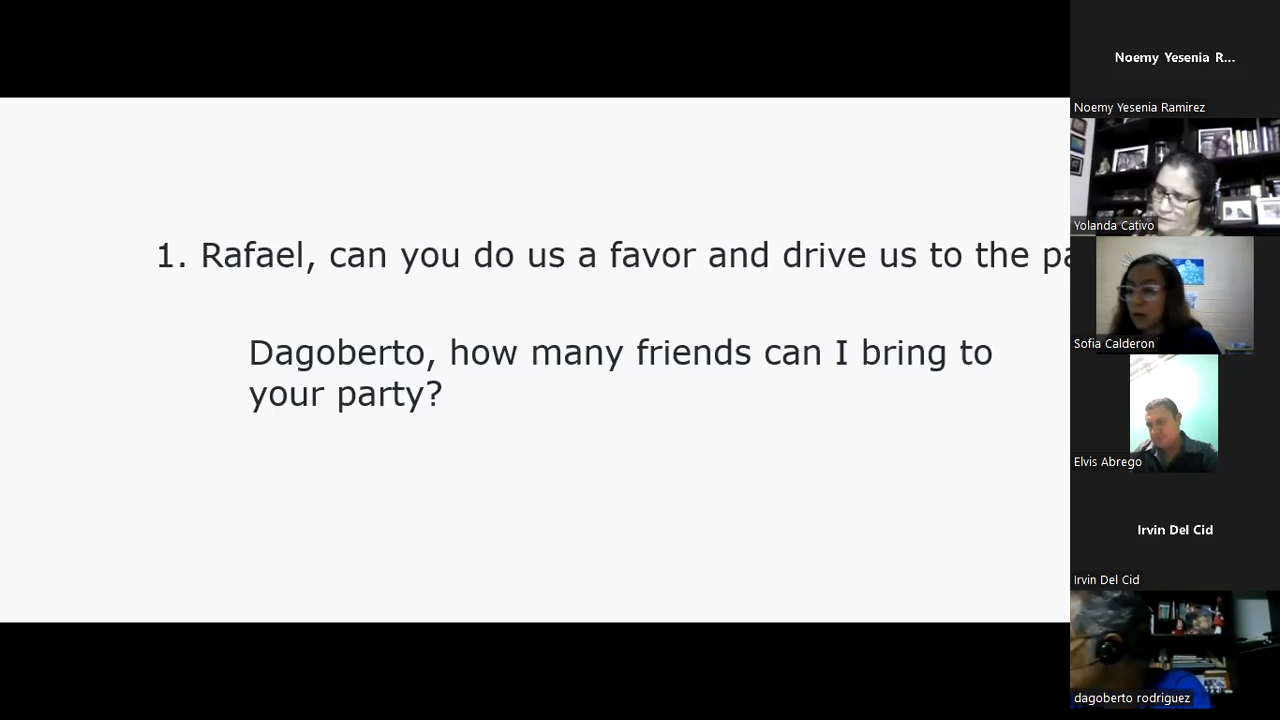 Noemy Yesenia R...
Noemy Yesenia Ramirez
Yolanda Cativo
1. Rafael, can you do us a favor and drive us to the
Dagoberto, how many friends can I bring to
your party?
Sofia Calderon
Elvis Abrego
Irvin Del Cid
Irvin Del Cid
dagoberto rodriguez